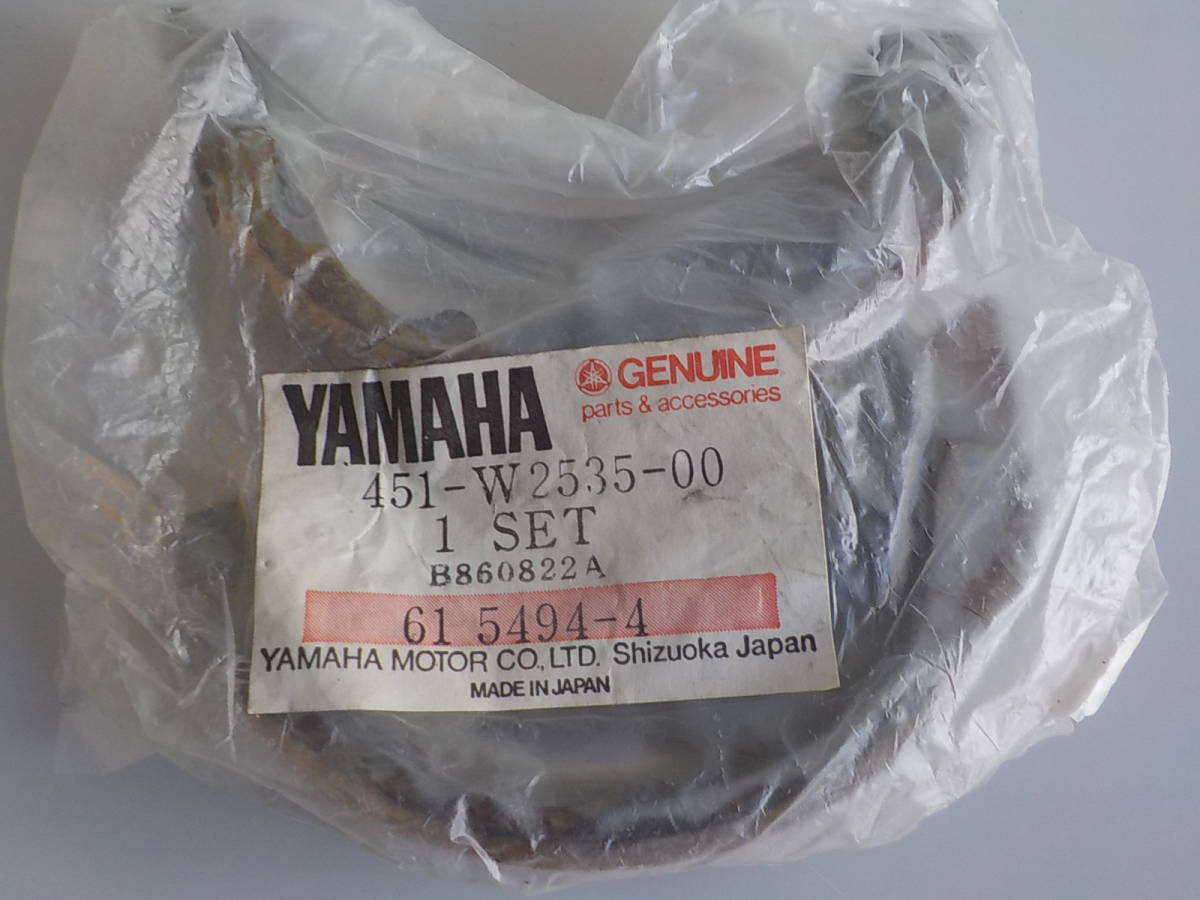 YAMAHA
GENUINE
parts & accessories
451-W2535-00
1 SET
B860822A
61 5494-4
YAMAHA MOTOR CO., LTD. Shizuoka Japan
MADE IN JAPAN